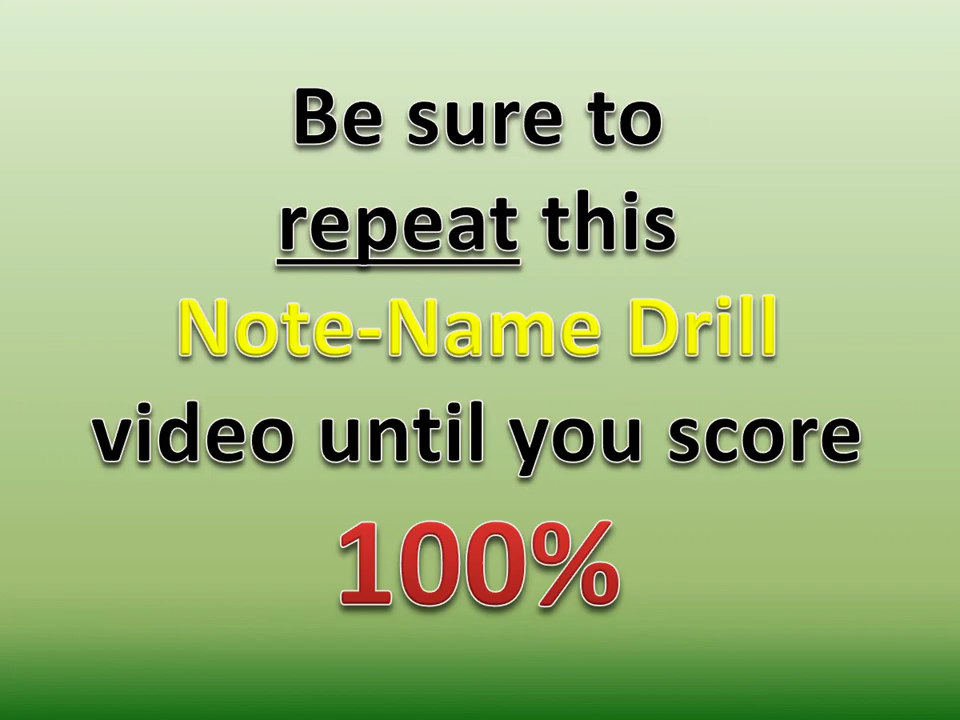 Be sure to
repeat this
Note-Name Drill
video until you score
100%